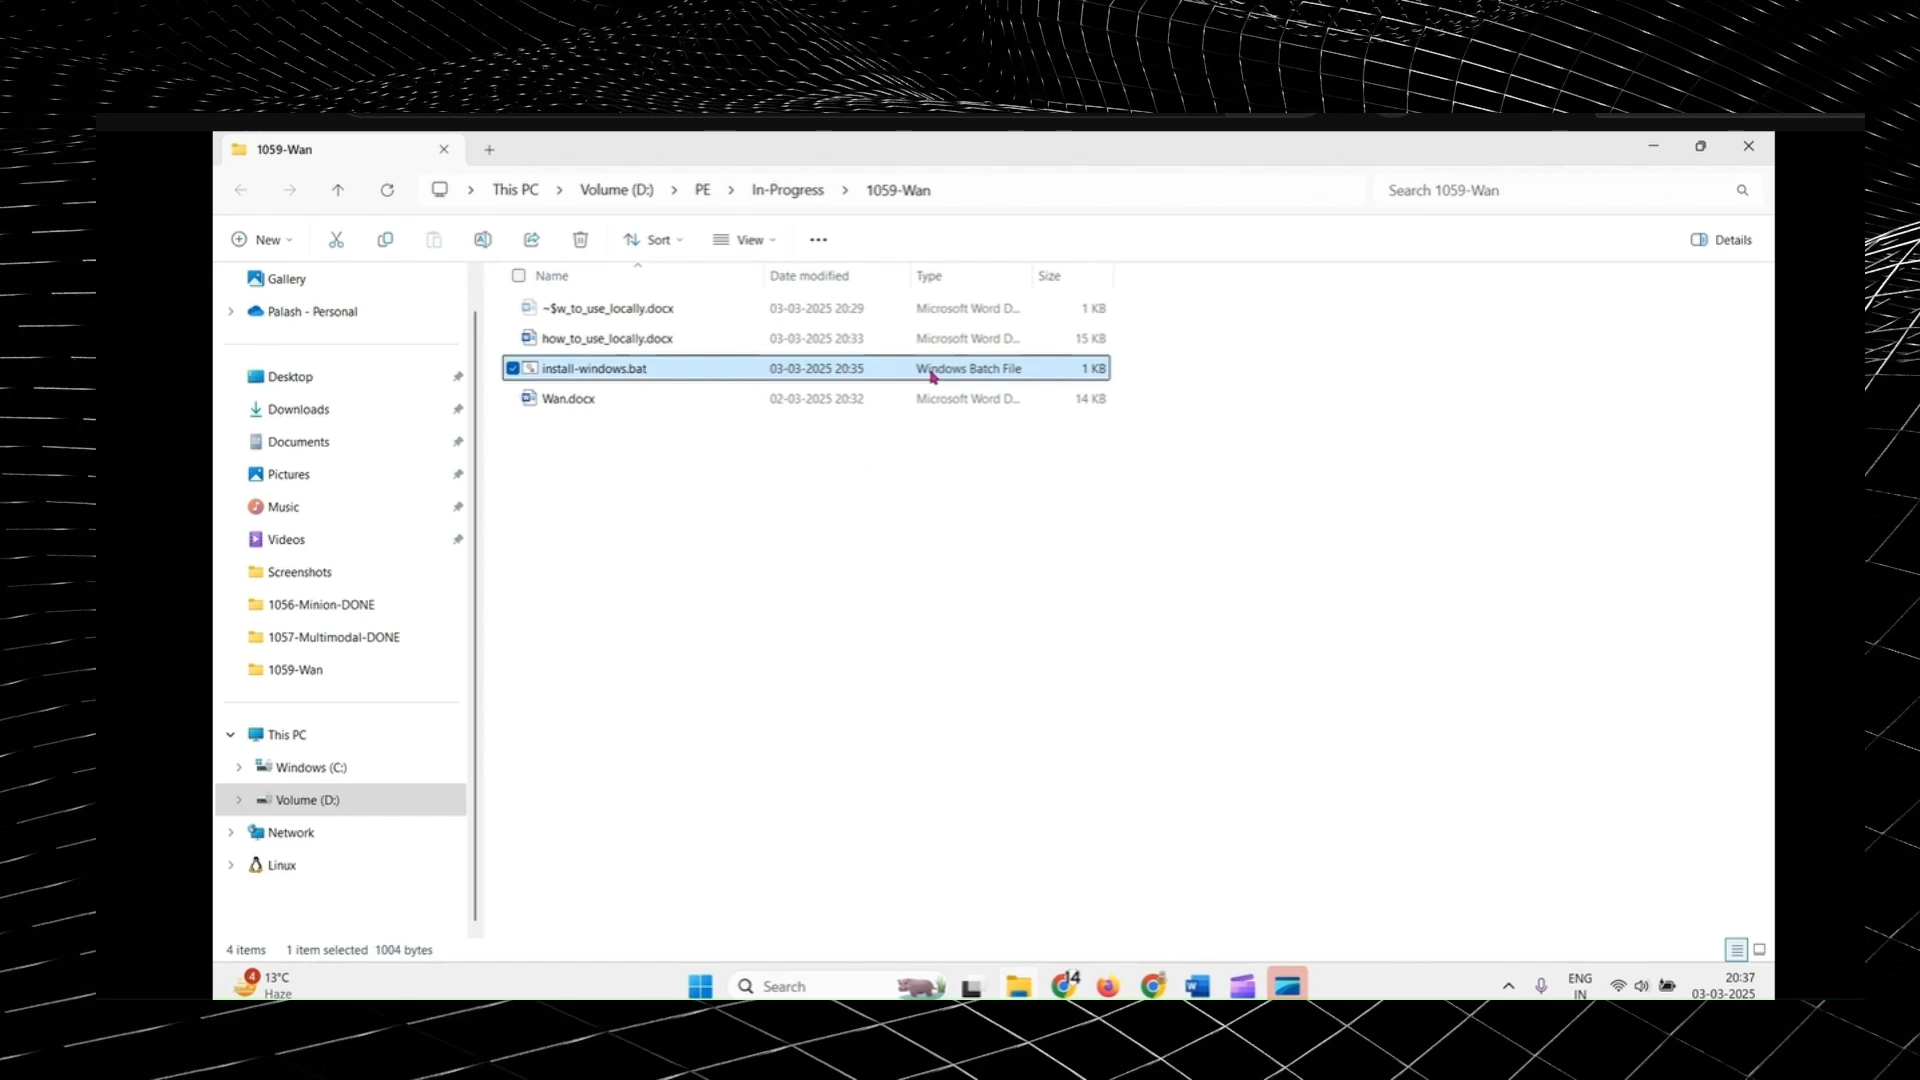 1059-Wan
This PC > Volume (D:) > PE > In-Progress > 1059-Wan
Search 1059-Wan
New
Sort
View
Details
Name Date modified Type Size
~$w_to_use_locally.docx 03-03-2025 20:29 Microsoft Word D... 1 KB
how_to_use_locally.docx 03-03-2025 20:33 Microsoft Word D... 15 KB
install-windows.bat 03-03-2025 20:35 Windows Batch File 1 KB
Wan.docx 02-03-2025 20:32 Microsoft Word D... 14 KB
Gallery
Palash - Personal
Desktop
Downloads
Documents
Pictures
Music
Videos
Screenshots
1056-Minion-DONE
1057-Multimodal-DONE
1059-Wan
This PC
Windows (C:)
Volume (D:)
Network
Linux
4 items 1 item selected 1004 bytes
4
13°C
Haze
Search
14
ENG
IN
20:37
03-03-2025